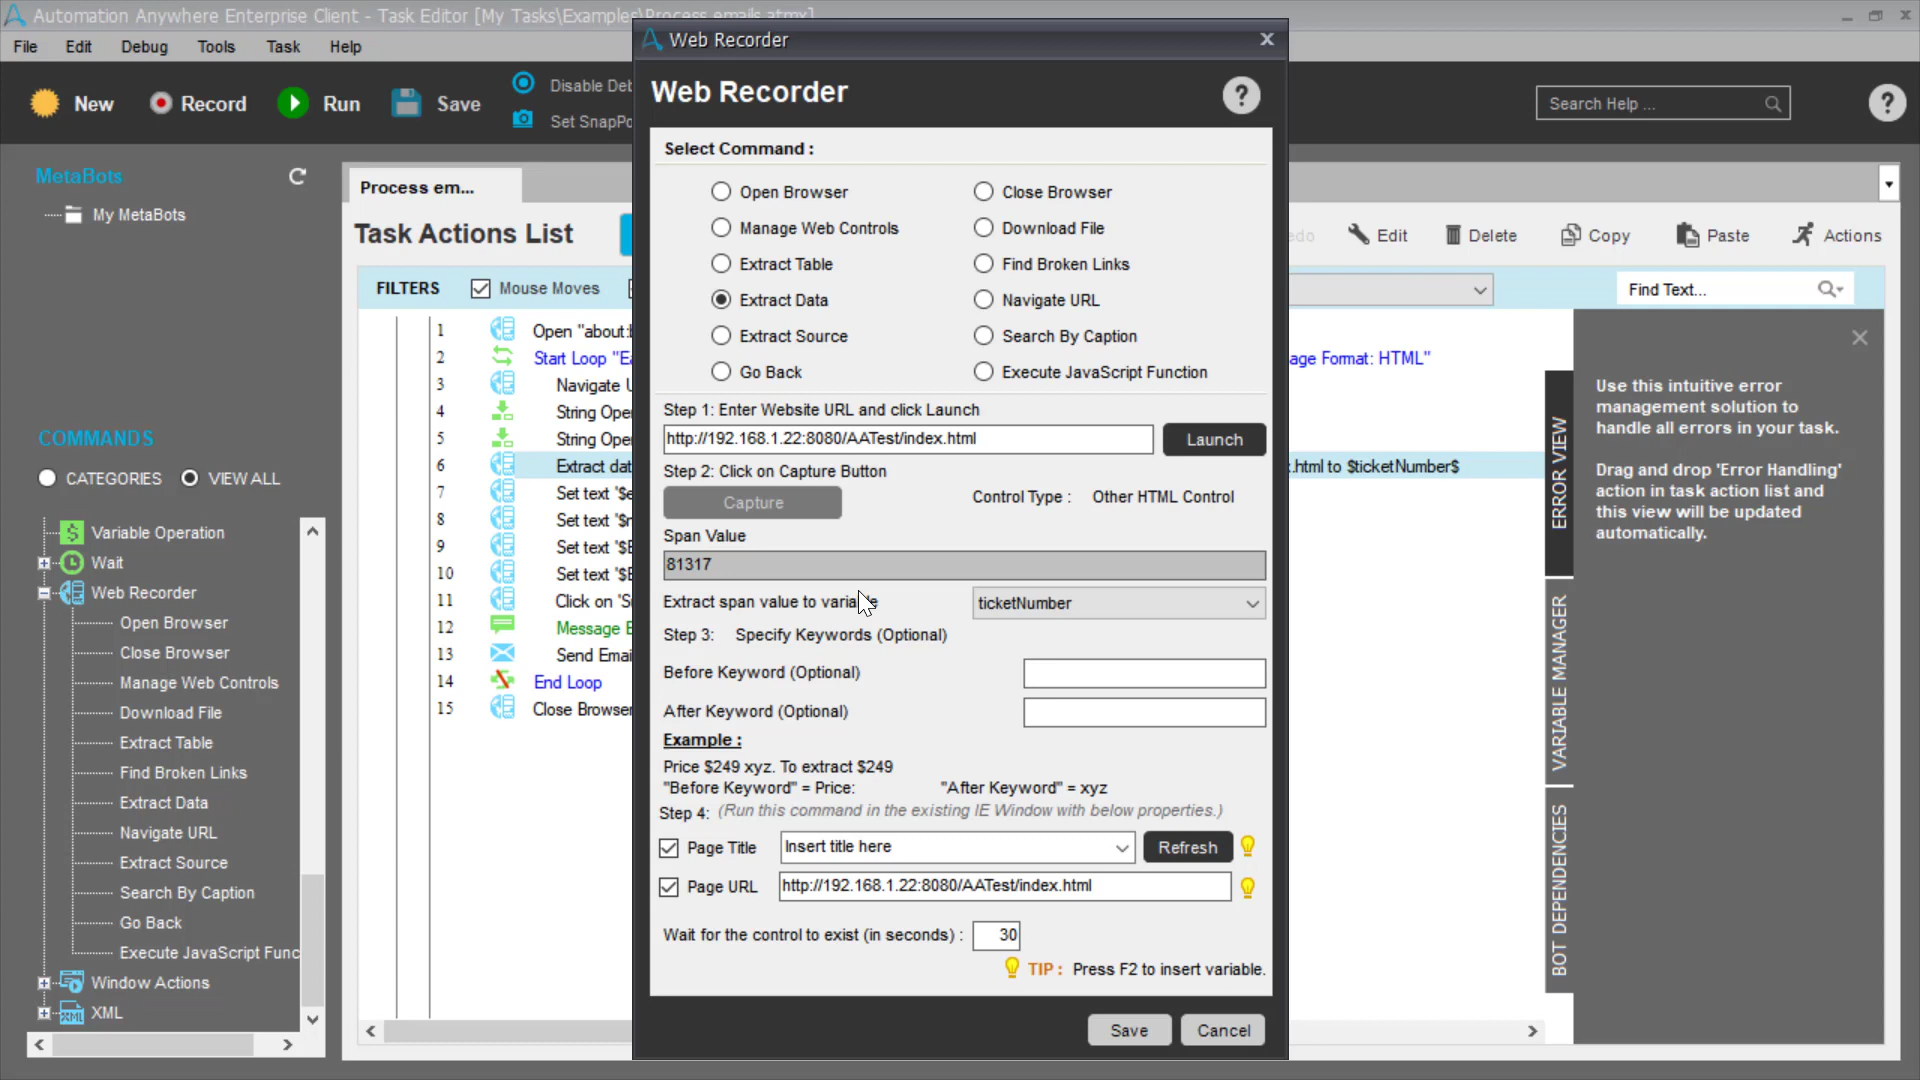 Automation Anywhere Enterprise Client - Task Editor [My Tasks\Examples\Process emails.atmx]
File Edit Debug Tools Task Help
New Record Run Save
Disable Deb
Set SnapPo
Search Help ...
MetaBots
My MetaBots
COMMANDS
CATEGORIES VIEW ALL
Variable Operation
Wait
Web Recorder
Open Browser
Close Browser
Manage Web Controls
Download File
Extract Table
Find Broken Links
Extract Data
Navigate URL
Extract Source
Search By Caption
Go Back
Execute JavaScript Func
Window Actions
XML
Process em...
Task Actions List
FILTERS Mouse Moves
1 Open "about:b
2 Start Loop "Ea
3 Navigate U
4 String Ope
5 String Ope
6 Extract dat
7 Set text '$e
8 Set text '$n
9 Set text '$E
10 Set text '$E
11 Click on 'S
12 Message B
13 Send Emai
14 End Loop
15 Close Browser
Web Recorder
Web Recorder
Select Command :
Open Browser Close Browser
Manage Web Controls Download File
Extract Table Find Broken Links
Extract Data Navigate URL
Extract Source Search By Caption
Go Back Execute JavaScript Function
Step 1: Enter Website URL and click Launch
http://192.168.1.22:8080/AATest/index.html Launch
Step 2: Click on Capture Button
Capture Control Type : Other HTML Control
Span Value
81317
Extract span value to variable ticketNumber
Step 3: Specify Keywords (Optional)
Before Keyword (Optional)
After Keyword (Optional)
Example :
Price $249 xyz. To extract $249
"Before Keyword" = Price: "After Keyword" = xyz
Step 4: (Run this command in the existing IE Window with below properties.)
Page Title Insert title here Refresh
Page URL http://192.168.1.22:8080/AATest/index.html
Wait for the control to exist (in seconds) : 30
TIP : Press F2 to insert variable.
Save Cancel
edo Edit Delete Copy Paste Actions
Find Text...
age Format: HTML"
.html to $ticketNumber$
ERROR VIEW
VARIABLE MANAGER
BOT DEPENDENCIES
Use this intuitive error
management solution to
handle all errors in your task.
Drag and drop 'Error Handling'
action in task action list and
this view will be updated
automatically.